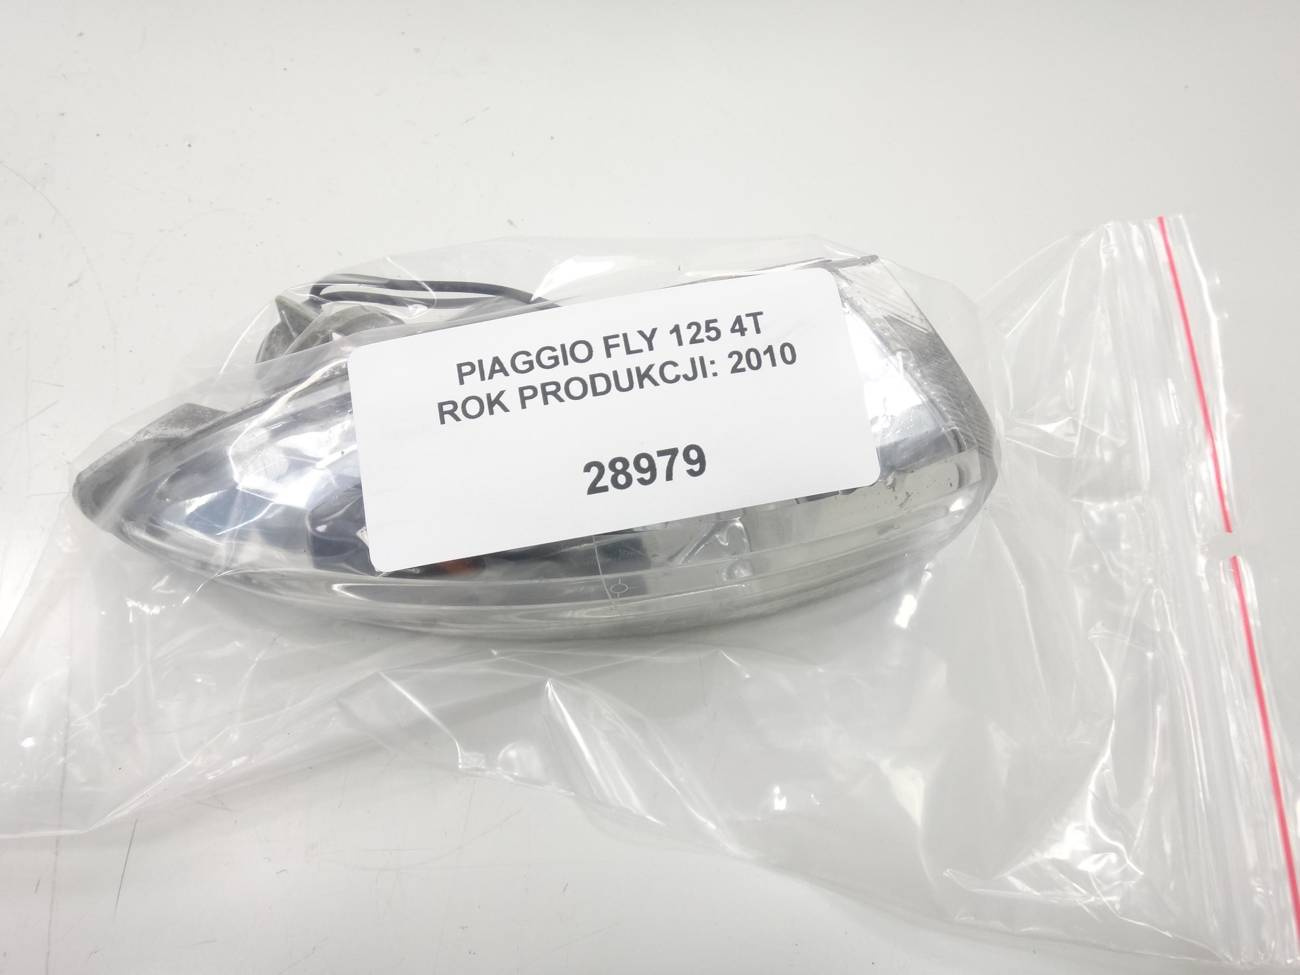 PIAGGIO FLY 125 4T
ROK PRODUKCJI: 2010
28979